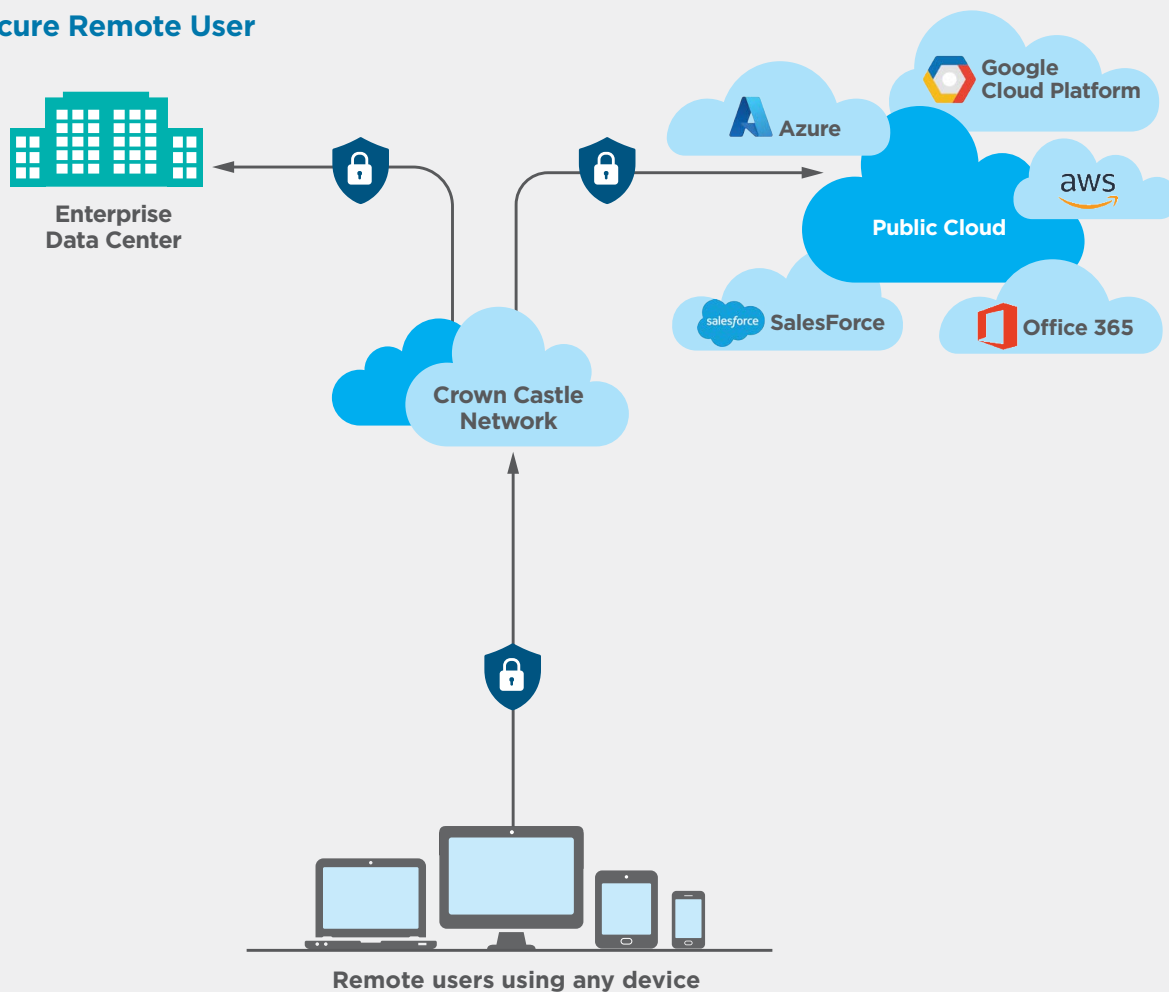 cure Remote User
Google
Cloud Platform
Azure
aws
Enterprise
Data Center
Public Cloud
salesforce SalesForce
Office 365
Crown Castle
Network
Remote users using any device